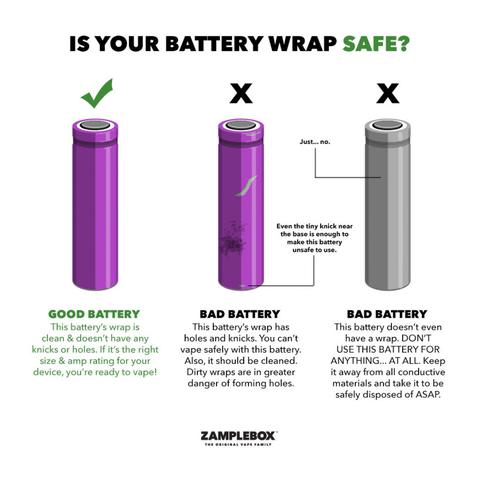 IS YOUR BATTERY WRAP SAFE?
X
X
Just... no.
Even the tiny knick near
the base is enough to
make this battery
unsafe to use.
GOOD BATTERY
This battery's wrap is
clean & doesn't have any
knicks or holes. If it's the right
size & amp rating for your
device, you're ready to vape!
BAD BATTERY
This battery's wrap has
holes and knicks. You can't
vape safely with this battery.
Also, it should be cleaned.
Dirty wraps are in greater
danger of forming holes.
BAD BATTERY
This battery doesn't even
have a wrap. DON'T
USE THIS BATTERY FOR
ANYTHING... AT ALL. Keep
it away from all conductive
materials and take it to be
safely disposed of ASAP.
ZAMPLEBOX
THE ORIGINAL VAPE FAMILY